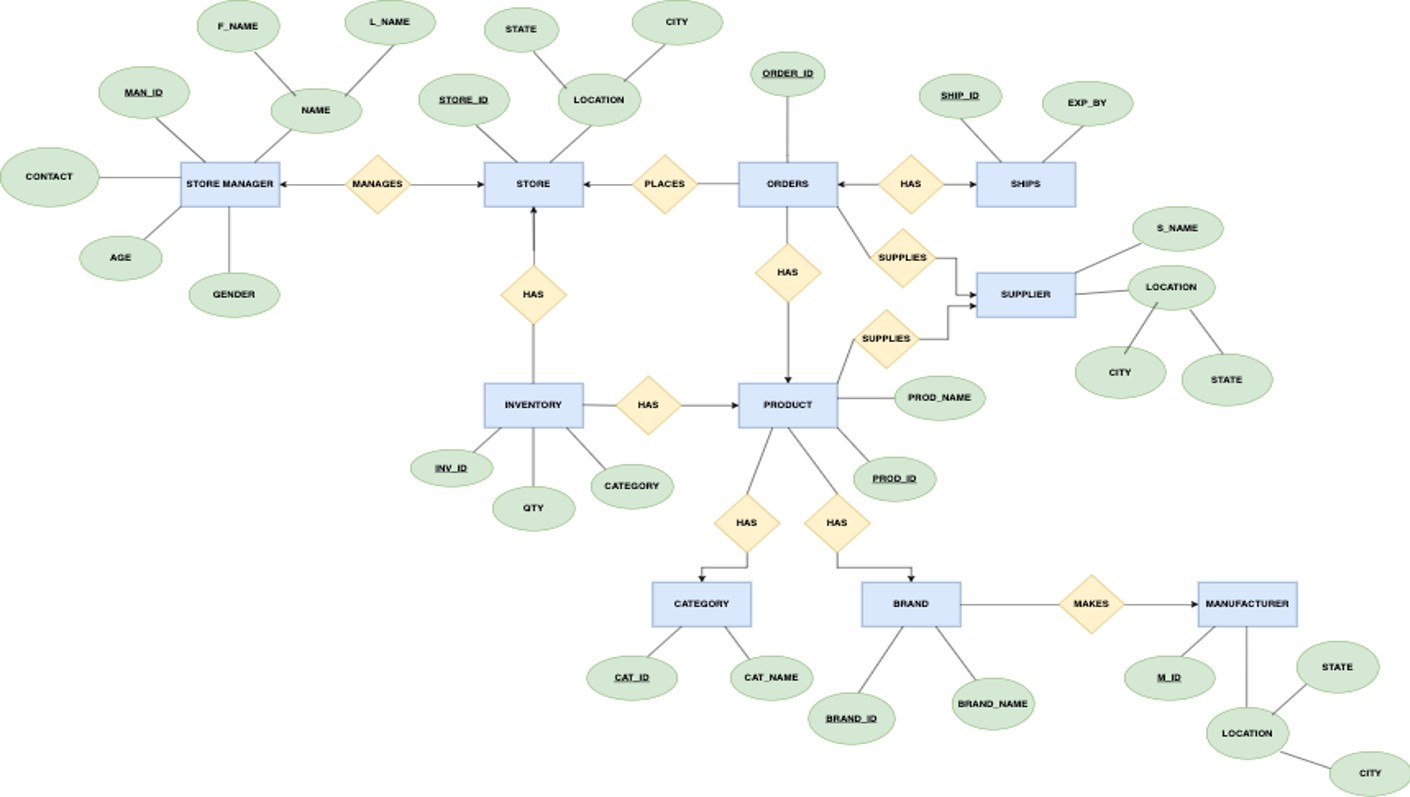 F_NAME
L_NAME
STATE
CITY
MAN_ID
NAME
STORE_ID
LOCATION
ORDER_ID
SHIP_ID
EXP_BY
CONTACT
STORE MANAGER
MANAGES
STORE
PLACES
ORDERS
HAS
SHIPS
AGE
GENDER
HAS
HAS
SUPPLIES
SUPPLIER
S_NAME
LOCATION
CITY
STATE
SUPPLIES
INVENTORY
HAS
PRODUCT
PROD_NAME
INV_ID
QTY
CATEGORY
PROD_ID
HAS
HAS
CATEGORY
BRAND
MAKES
MANUFACTURER
CAT_ID
CAT_NAME
BRAND_ID
BRAND_NAME
M_ID
STATE
LOCATION
CITY